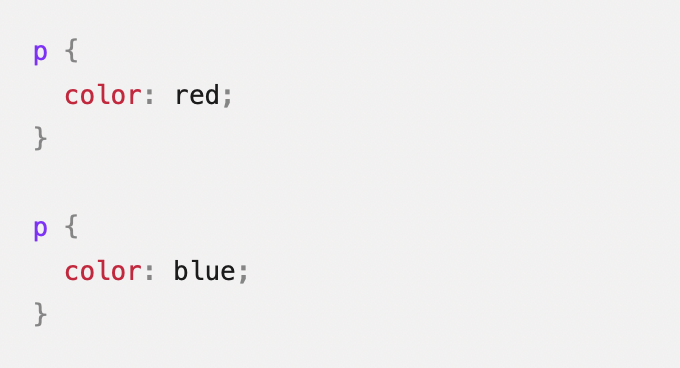 p {
  color: red;
}

p {
  color: blue;
}